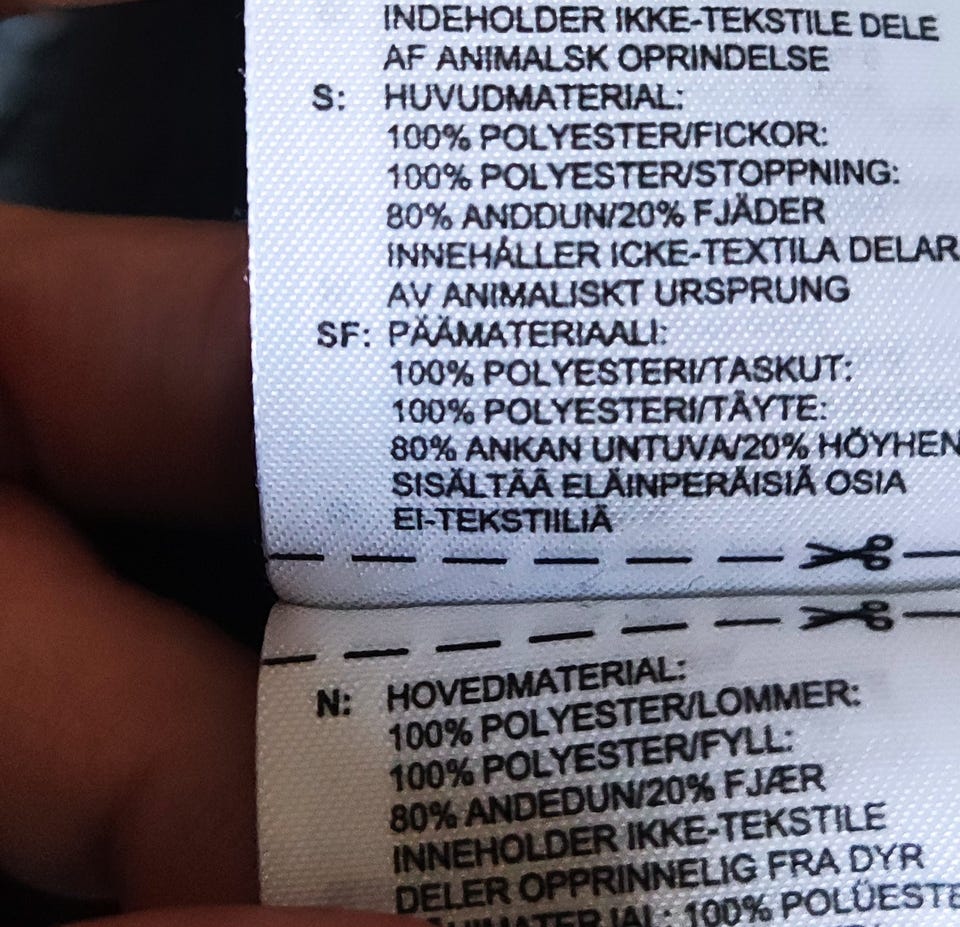 INDEHOLDER IKKE-TEKSTILE DELE
AF ANIMALSK OPRINDELSE
S: HUVUDMATERIAL:
100% POLYESTER/FICKOR:
100% POLYESTER/STOPPNING:
80% ANDDUN/20% FJÄDER
INNEHÅLLER ICKE-TEXTILA DELAR
AV ANIMALISKT URSPRUNG
SF: PÄÄMATERIAALI:
100% POLYESTERI/TASKUT:
100% POLYESTERI/TÄYTE:
80% ANKAN UNTUVA/20% HÖYHEN
SISÄLTÄÄ ELÄINPERÄISIÄ OSIA
EI-TEKSTIILIÄ
N: HOVEDMATERIAL:
100% POLYESTER/LOMMER:
100% POLYESTER/FYLL:
80% ANDEDUN/20% FJÆR
INNEHOLDER IKKE-TEKSTILE
DELER OPPRINNELIG FRA DYR
100% POLÜESTE